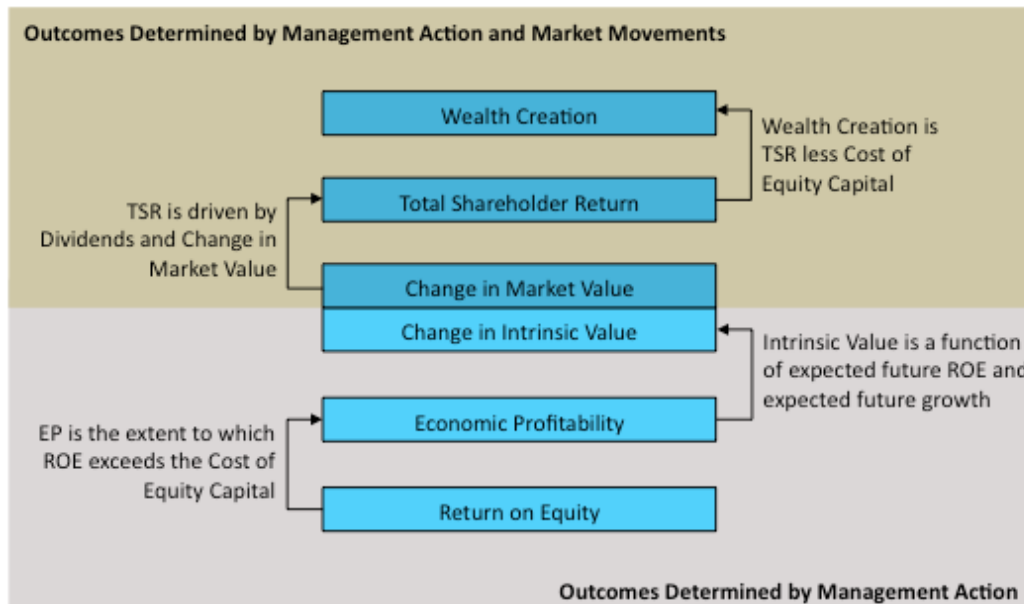 Outcomes Determined by Management Action and Market Movements
Wealth Creation
Wealth Creation is
TSR less Cost of
Equity Capital
Total Shareholder Return
TSR is driven by
Dividends and Change in
Market Value
Change in Market Value
Change in Intrinsic Value
Intrinsic Value is a function
of expected future ROE and
expected future growth
Economic Profitability
EP is the extent to which
ROE exceeds the Cost of
Equity Capital
Return on Equity
Outcomes Determined by Management Action